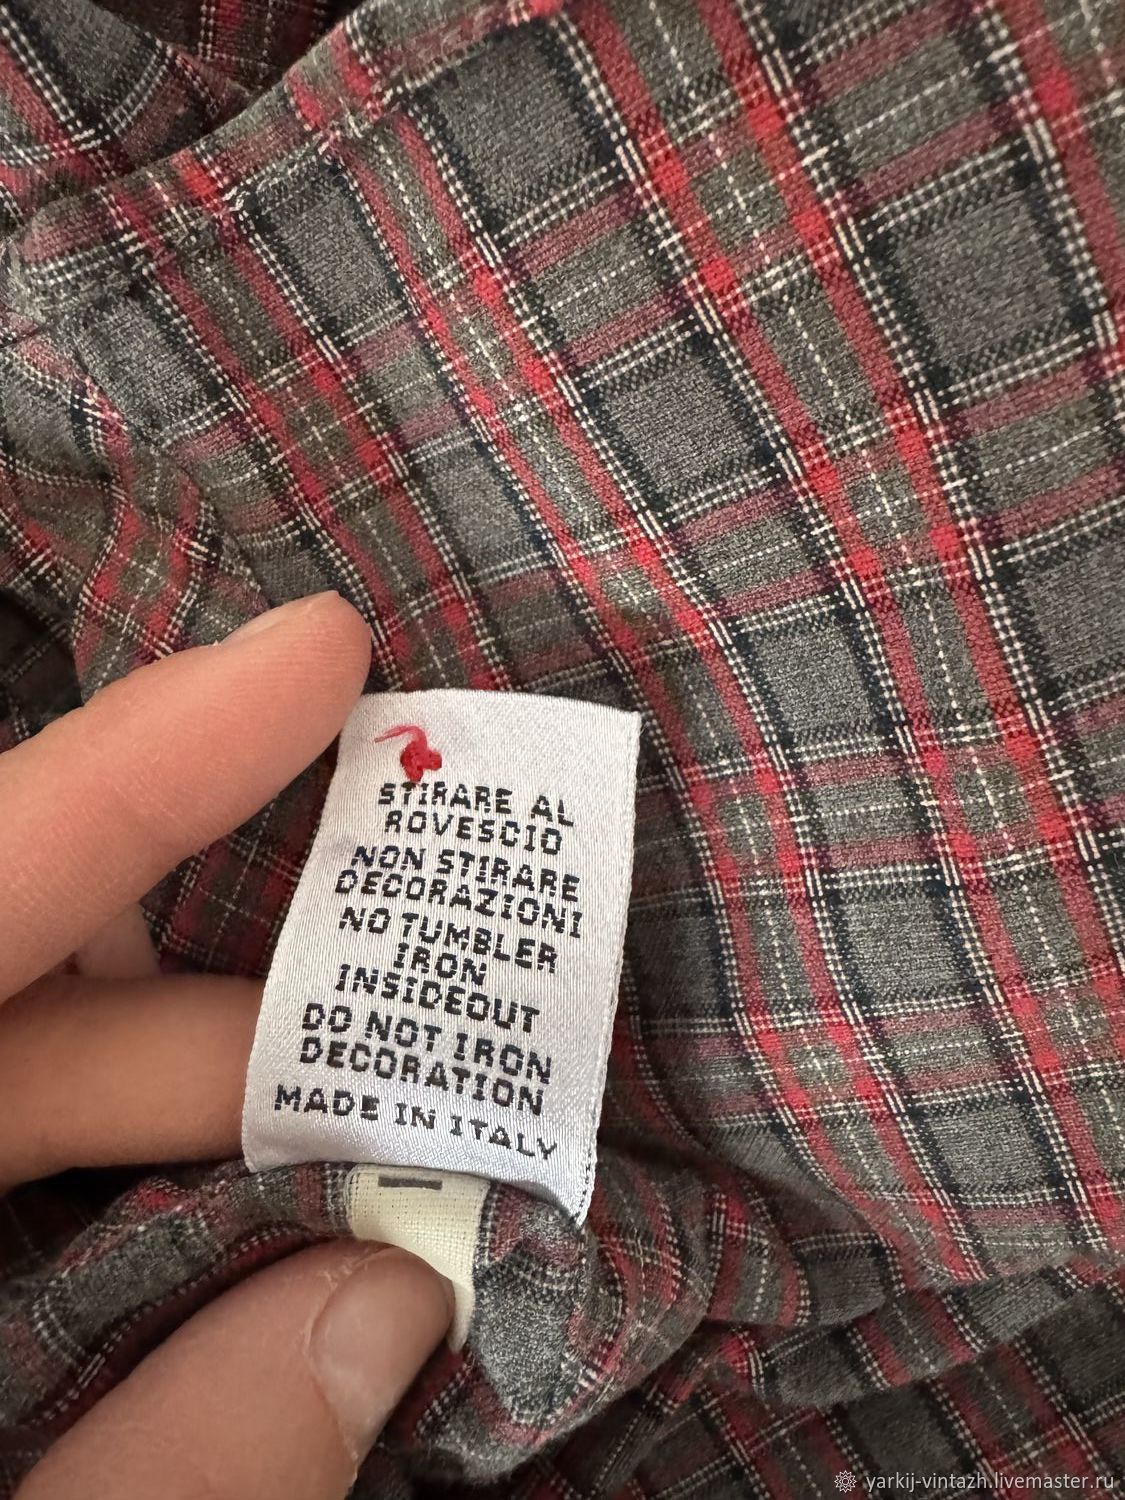 STIRARE AL
ROVESCIO
NON STIRARE
DECORAZIONI
NO TUMBLER
IRON
INSIDEOUT
DO NOT IRON
DECORATION
MADE IN ITALY
yarkij-vintazh.livemaster.ru